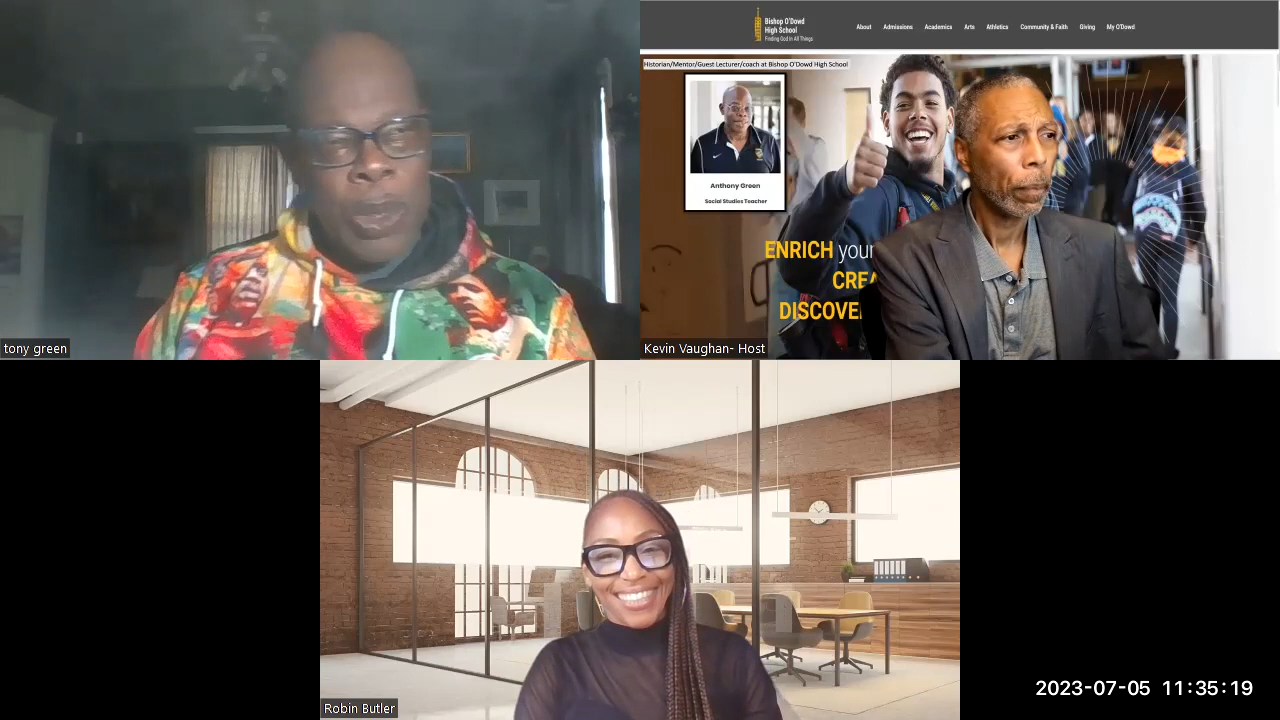 Bishop O'Dowd
High School
Finding God In All Things
About Admissions Academics Arts Athletics Community & Faith Giving My O'Dowd
Historian/Mentor/Guest Lecturer/coach at Bishop O'Dowd High School
Anthony Green
Social Studies Teacher
ENRICH your
CREA
DISCOVE
tony green
Kevin Vaughan- Host
Robin Butler
2023-07-05 11:35:19